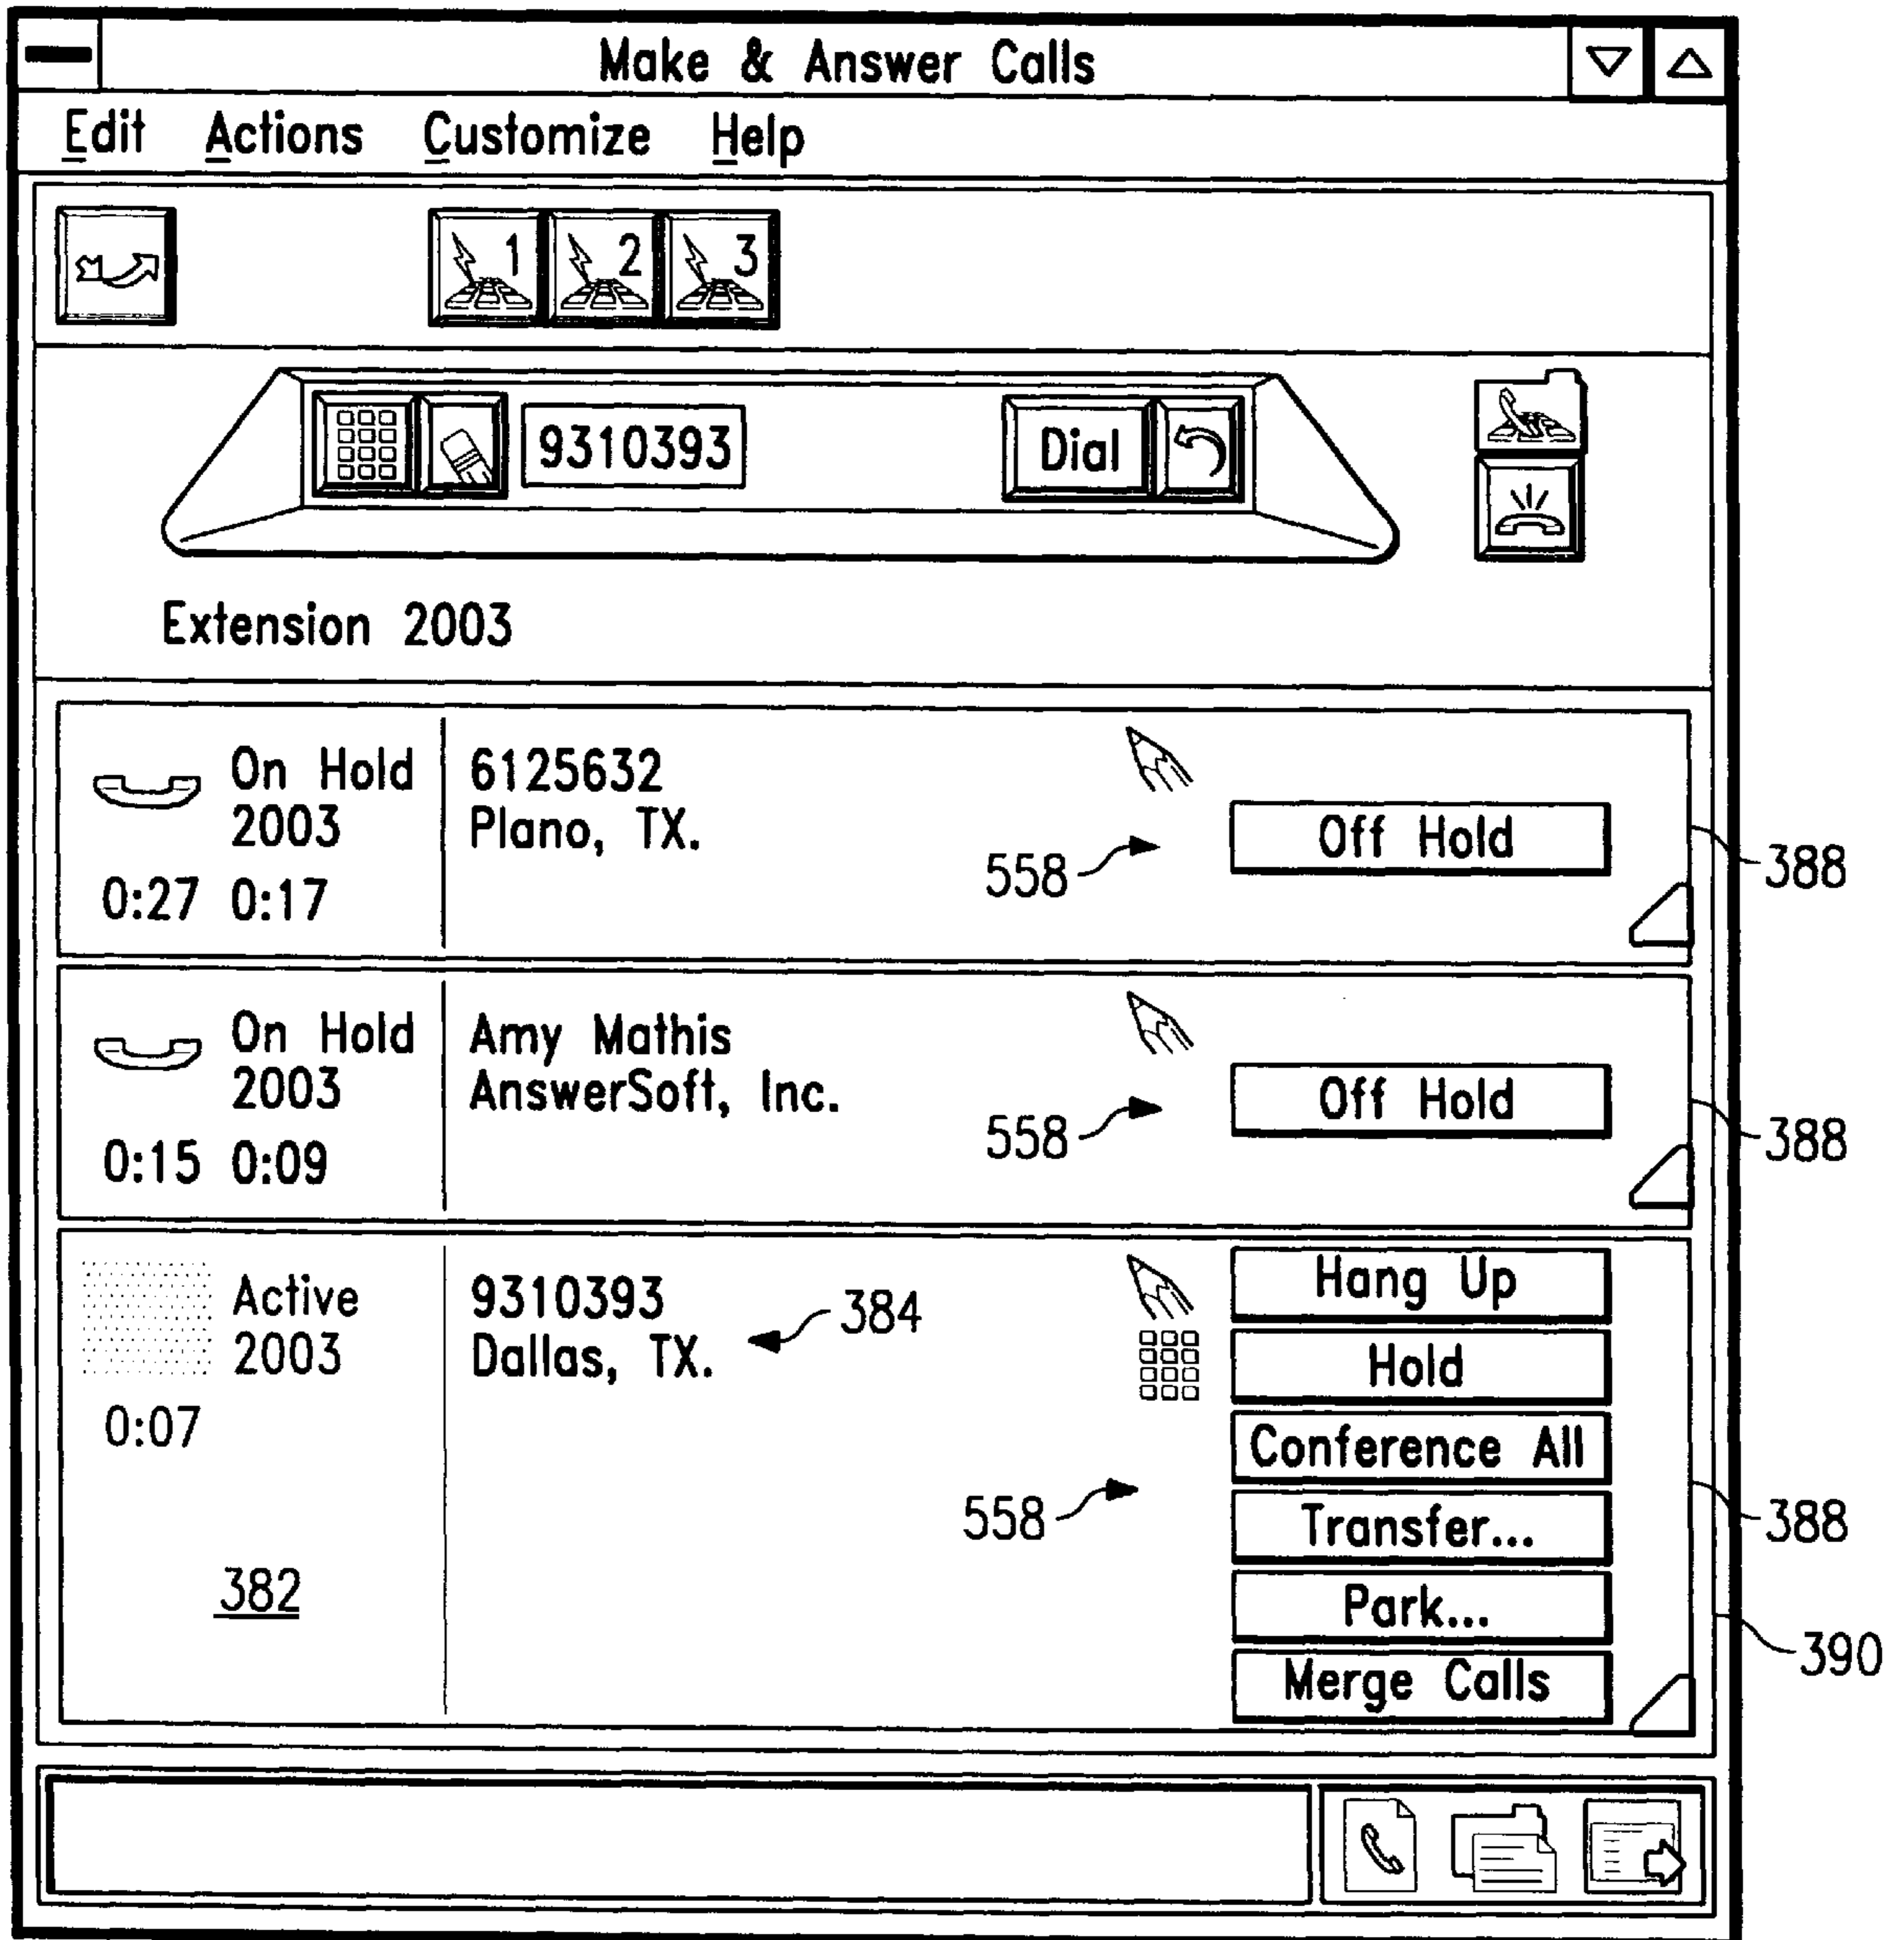 Make & Answer Calls
Edit Actions Customize Help
1 2 3
9310393 Dial
Extension 2003
On Hold 6125632
2003 Plano, TX.
558 Off Hold 388
0:27 0:17
On Hold Amy Mathis
2003 AnswerSoft, Inc.
558 Off Hold 388
0:15 0:09
Active 9310393 384 Hang Up
2003 Dallas, TX. Hold
0:07 Conference All
558 Transfer... 388
382 Park...
390
Merge Calls